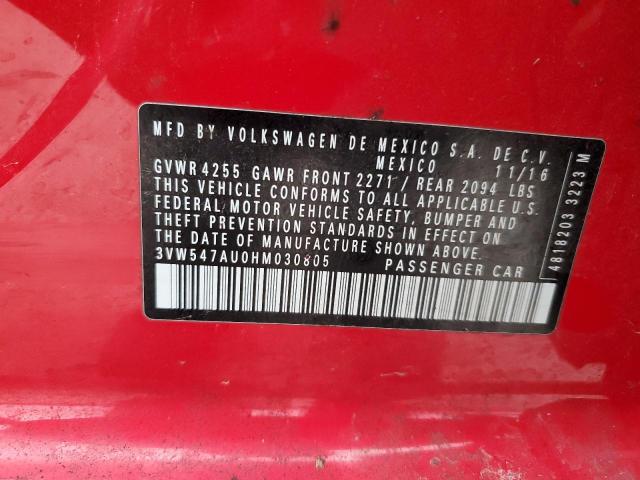 MFD BY VOLKSWAGEN DE MEXICO S.A. DE C.V.
MEXICO 11/16
GVWR 4255 GAWR FRONT 2271 / REAR 2094 LBS
THIS VEHICLE CONFORMS TO ALL APPLICABLE U.S.
FEDERAL MOTOR VEHICLE SAFETY, BUMPER AND
THEFT PREVENTION STANDARDS IN EFFECT ON
THE DATE OF MANUFACTURE SHOWN ABOVE.
3VW547AU0HM030805 PASSENGER CAR
4818203 3223 M